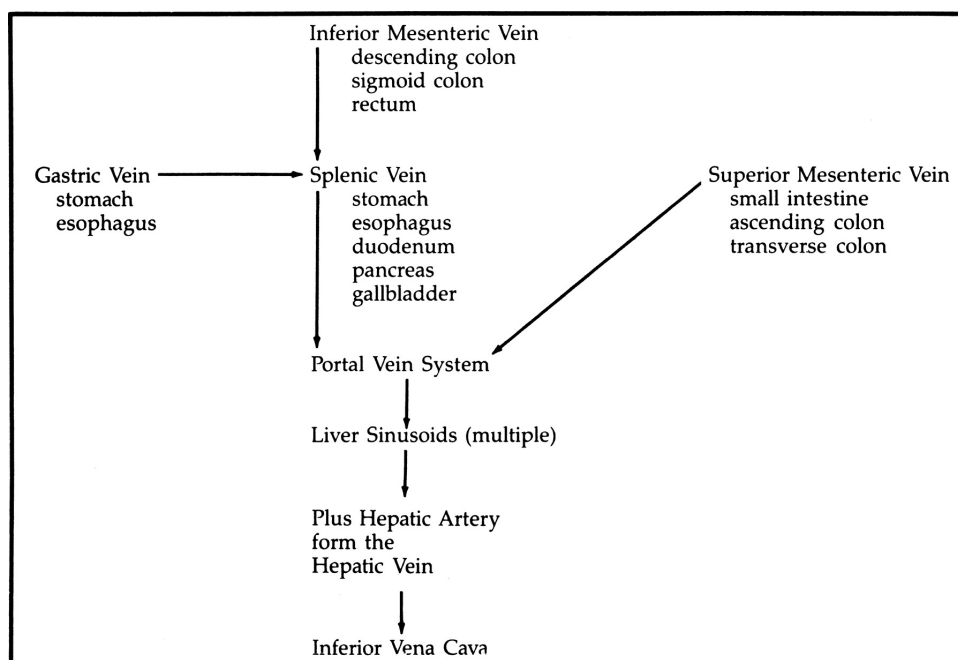 Inferior Mesenteric Vein
descending colon
sigmoid colon
rectum
Gastric Vein
stomach
esophagus
Splenic Vein
stomach
esophagus
duodenum
pancreas
gallbladder
Superior Mesenteric Vein
small intestine
ascending colon
transverse colon
Portal Vein System
Liver Sinusoids (multiple)
Plus Hepatic Artery
form the
Hepatic Vein
Inferior Vena Cava